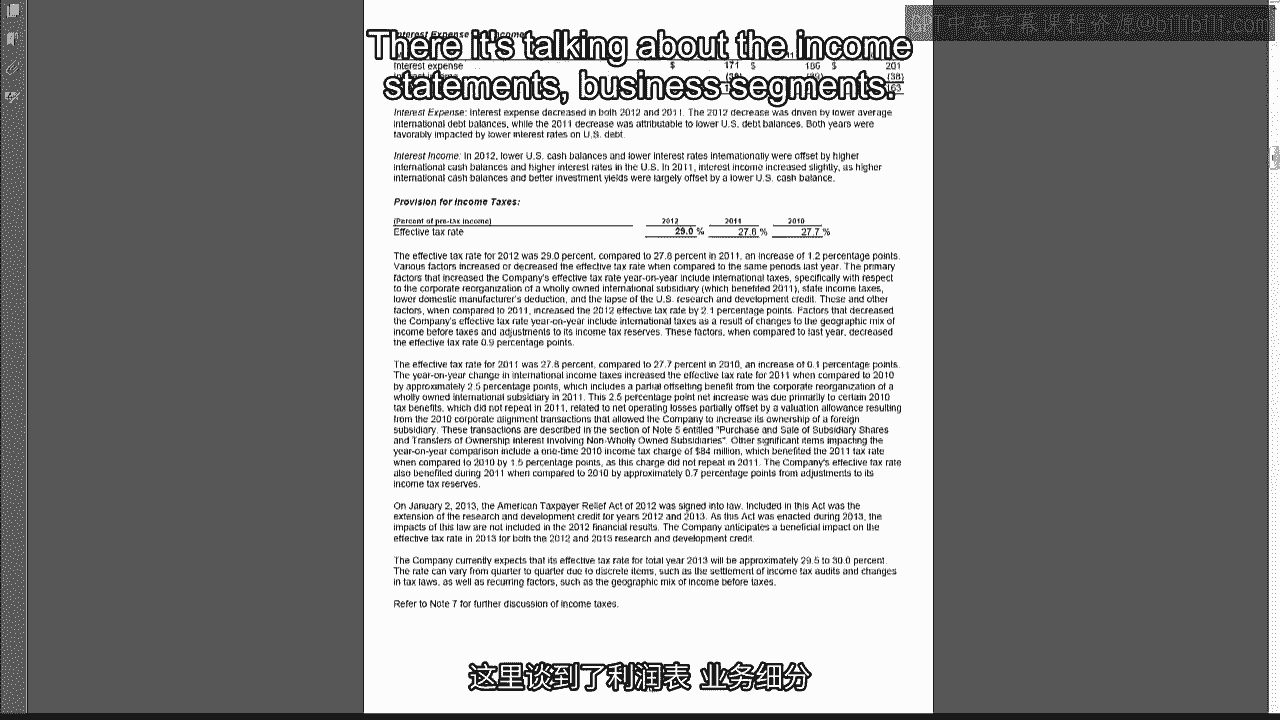 There it's talking about the income
statements, business segments.
Interest expense $ 171 $ 186 $ 201
(39) (39) (38)
163
Interest Expense: Interest expense decreased in both 2012 and 2011. The 2012 decrease was driven by lower average
international debt balances, while the 2011 decrease was attributable to lower U.S. debt balances. Both years were
favorably impacted by lower interest rates on U.S. debt.
Interest Income: In 2012, lower U.S. cash balances and lower interest rates internationally were offset by higher
international cash balances and higher interest rates in the U.S. In 2011, interest income increased slightly, as higher
international cash balances and better investment yields were largely offset by a lower U.S. cash balance.
Provision for Income Taxes:
(Percent of pre-tax income) 2012 2011 2010
Effective tax rate 29.0 % 27.8 % 27.7 %
The effective tax rate for 2012 was 29.0 percent, compared to 27.8 percent in 2011, an increase of 1.2 percentage points.
Various factors increased or decreased the effective tax rate when compared to the same periods last year. The primary
factors that increased the Company's effective tax rate year-on-year include international taxes, specifically with respect
to the corporate reorganization of a wholly owned international subsidiary (which benefited 2011), state income taxes,
lower domestic manufacturer's deduction, and the lapse of the U.S. research and development credit. These and other
factors, when compared to 2011, increased the 2012 effective tax rate by 2.1 percentage points. Factors that decreased
the Company's effective tax rate year-on-year include international taxes as a result of changes to the geographic mix of
income before taxes and adjustments to its income tax reserves. These factors, when compared to last year, decreased
the effective tax rate 0.9 percentage points.
The effective tax rate for 2011 was 27.8 percent, compared to 27.7 percent in 2010, an increase of 0.1 percentage points.
The year-on-year change in international income taxes increased the effective tax rate for 2011 when compared to 2010
by approximately 2.5 percentage points, which includes a partial offsetting benefit from the corporate reorganization of a
wholly owned international subsidiary in 2011. This 2.5 percentage point net increase was due primarily to certain 2010
tax benefits, which did not repeat in 2011, related to net operating losses partially offset by a valuation allowance resulting
from the 2010 corporate alignment transactions that allowed the Company to increase its ownership of a foreign
subsidiary. These transactions are described in the section of Note 5 entitled "Purchase and Sale of Subsidiary Shares
and Transfers of Ownership Interest Involving Non-Wholly Owned Subsidiaries". Other significant items impacting the
year-on-year comparison include a one-time 2010 income tax charge of $84 million, which benefited the 2011 tax rate
when compared to 2010 by 1.5 percentage points, as this charge did not repeat in 2011. The Company's effective tax rate
also benefited during 2011 when compared to 2010 by approximately 0.7 percentage points from adjustments to its
income tax reserves.
On January 2, 2013, the American Taxpayer Relief Act of 2012 was signed into law. Included in this Act was the
extension of the research and development credit for years 2012 and 2013. As this Act was enacted during 2013, the
impacts of this law are not included in the 2012 financial results. The Company anticipates a beneficial impact on the
effective tax rate in 2013 for both the 2012 and 2013 research and development credit.
The Company currently expects that its effective tax rate for total year 2013 will be approximately 29.5 to 30.0 percent.
The rate can vary from quarter to quarter due to discrete items, such as the settlement of income tax audits and changes
in tax laws, as well as recurring factors, such as the geographic mix of income before taxes.
Refer to Note 7 for further discussion of income taxes.
这里谈到了利润表 业务细分